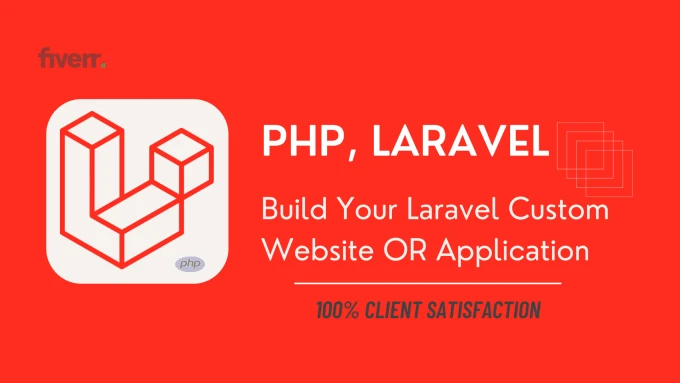 fiverr.
PHP, LARAVEL
Build Your Laravel Custom
Website OR Application
php
100% CLIENT SATISFACTION